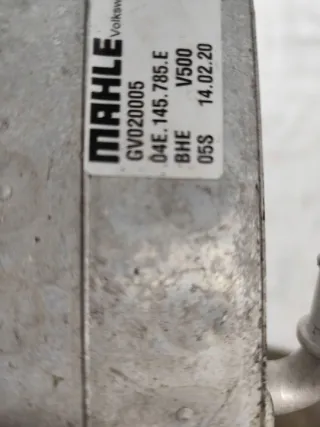 MAHLE
Volksw
GV020005
04E.145.785.E
BHE V500
05S 14.02.20